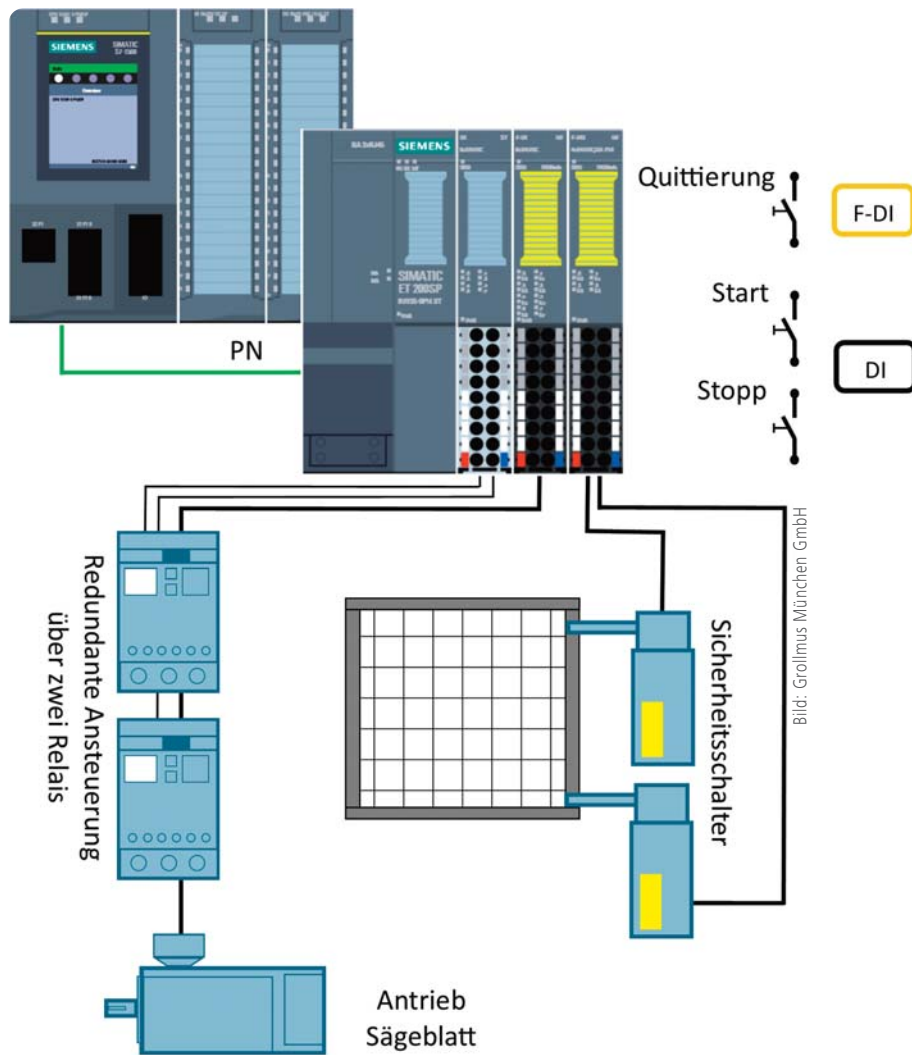 SIEMENS
SIMATIC
S7-1500
SIEMENS
SIMATIC
ET 200SP
PN
Quittierung
F-DI
Start
DI
Stopp
Redundante Ansteuerung
über zwei Relais
Sicherheitsschalter
Bild: Grollmus München GmbH
Antrieb
Sägeblatt